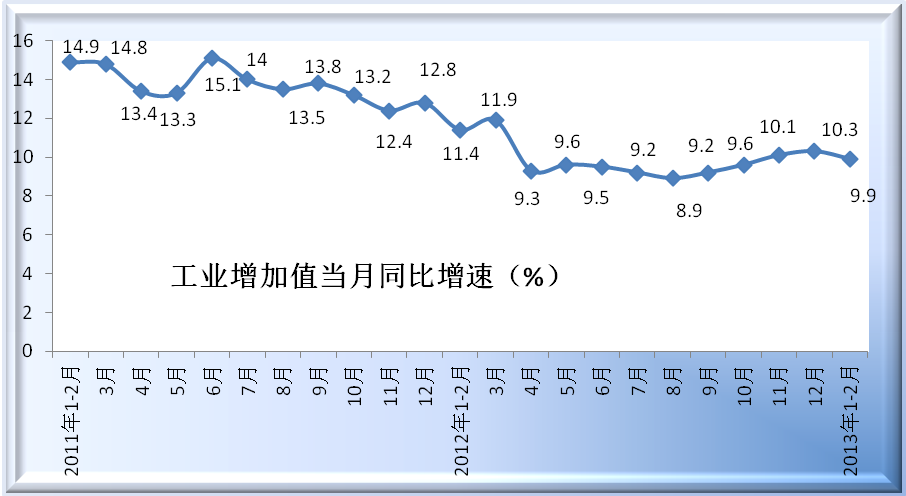 16
14
12
10
8
6
4
2
0
14.9
14.8
13.4
13.3
15.1
14
13.5
13.8
13.2
12.4
12.8
11.4
11.9
9.3
9.6
9.5
9.2
8.9
9.2
9.6
10.1
10.3
9.9
工业增加值当月同比增速（%）
2011年1-2月
3月
4月
5月
6月
7月
8月
9月
10月
11月
12月
2012年1-2月
3月
4月
5月
6月
7月
8月
9月
10月
11月
12月
2013年1-2月